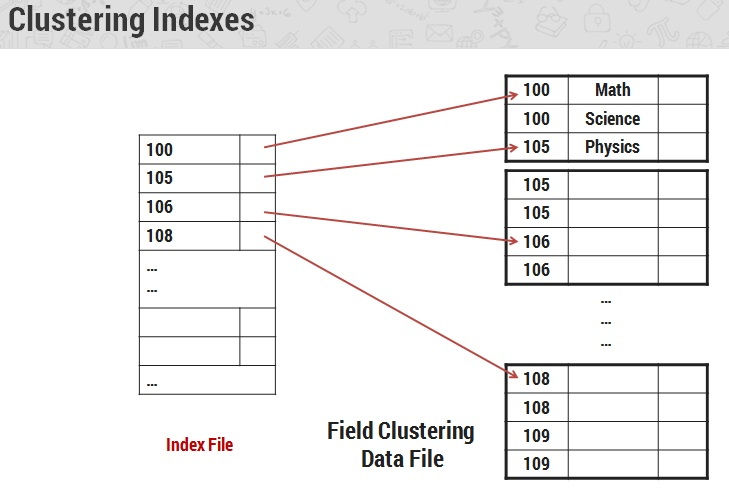 Clustering Indexes
100
105
106
108
...
...
...
Index File
100 Math
100 Science
105 Physics
105
105
106
106
...
...
...
108
108
109
109
Field Clustering
Data File